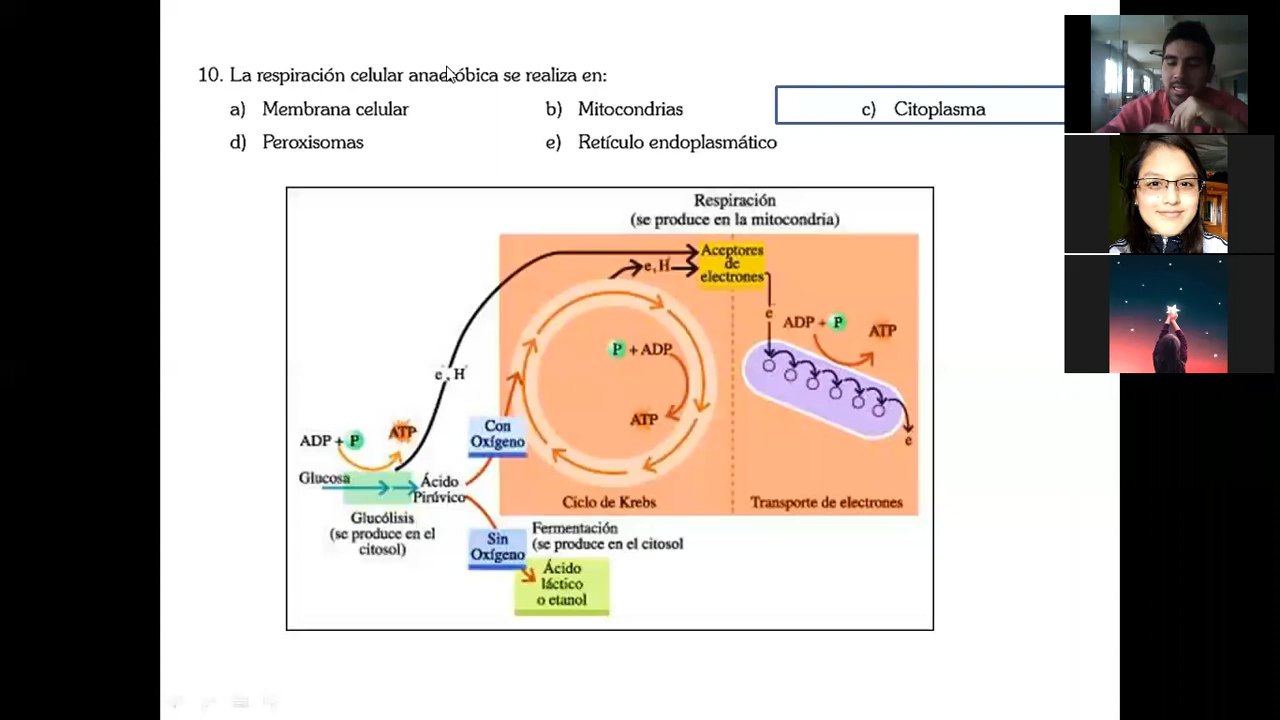 10. La respiración celular anaeróbica se realiza en:
a) Membrana celular b) Mitocondrias c) Citoplasma
d) Peroxisomas e) Retículo endoplasmático
Respiración
(se produce en la mitocondria)
Aceptores
de
electrones
e, H
e
ADP + P
ATP
P + ADP
ATP
e, H
Con
Oxígeno
ADP + P
ATP
e
Glucosa
Ácido
Pirúvico
Ciclo de Krebs
Transporte de electrones
Glucólisis
(se produce en el
citosol)
Sin
Oxígeno
Fermentación
(se produce en el citosol
Ácido
láctico
o etanol